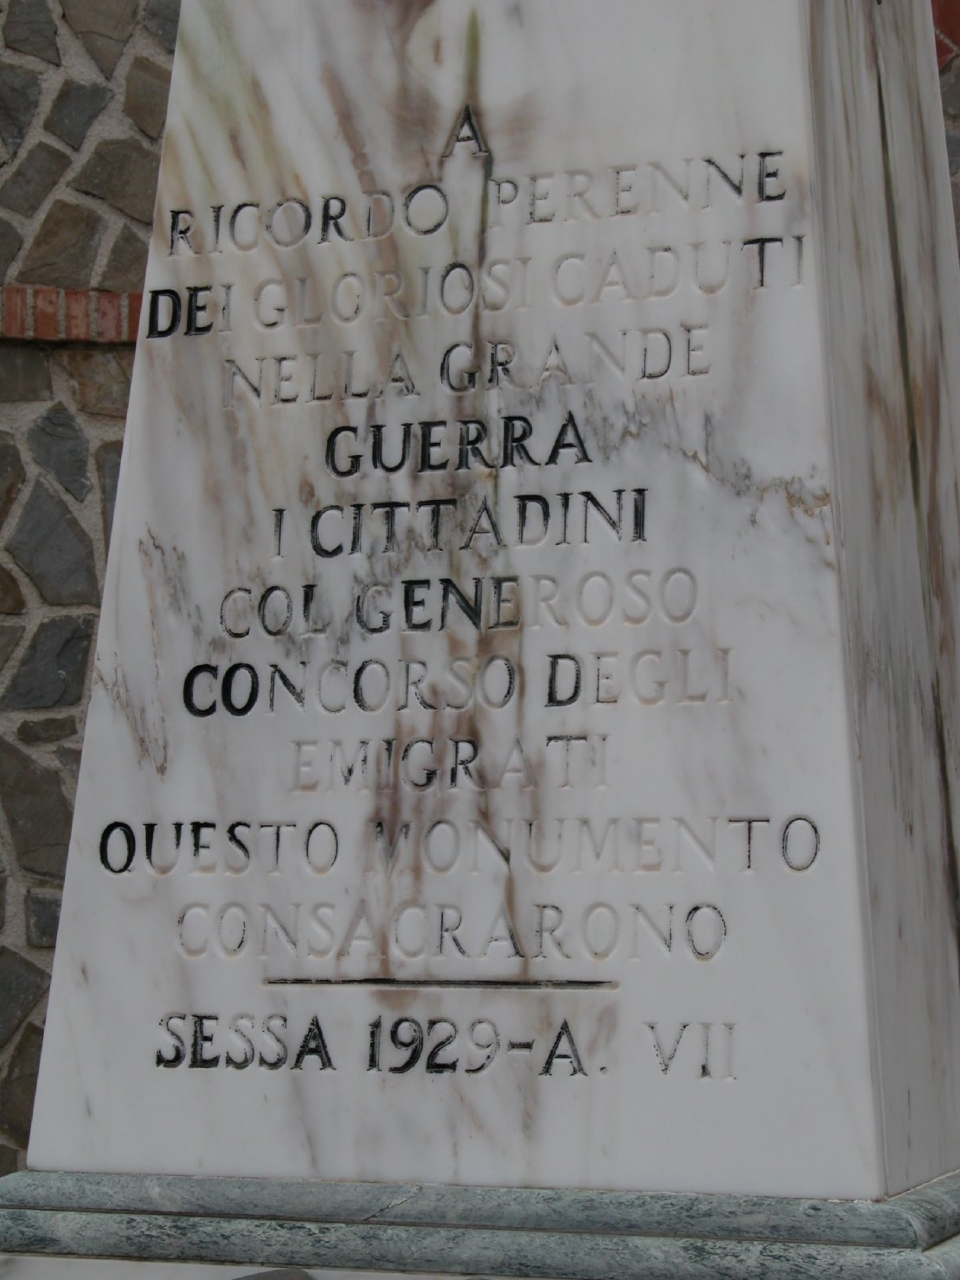 A
RICORDO PERENNE
DEI GLORIOSI CADUTI
NELLA GRANDE
GUERRA
I CITTADINI
COL GENEROSO
CONCORSO DEGLI
EMIGRATI
QUESTO MONUMENTO
CONSACRARONO
SESSA 1929-A. VII